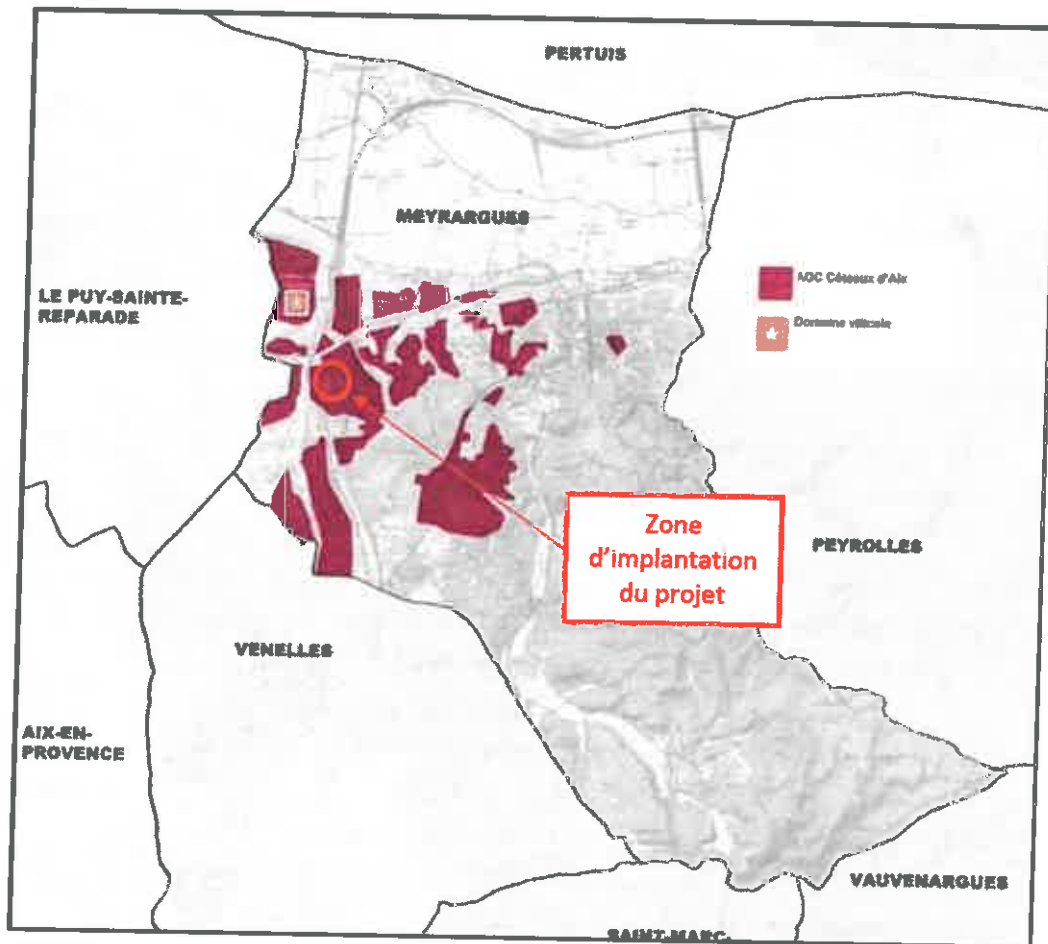 PERTUIS
MEYRARGUES
LE PUY-SAINTE-
REPARADE
AOC Côteaux d'Aix
Domaine viticole
Zone
d'implantation
du projet
PEYROLLES
VENELLES
AIX-EN-
PROVENCE
VAUVENARGUES
SAINT-MARC-